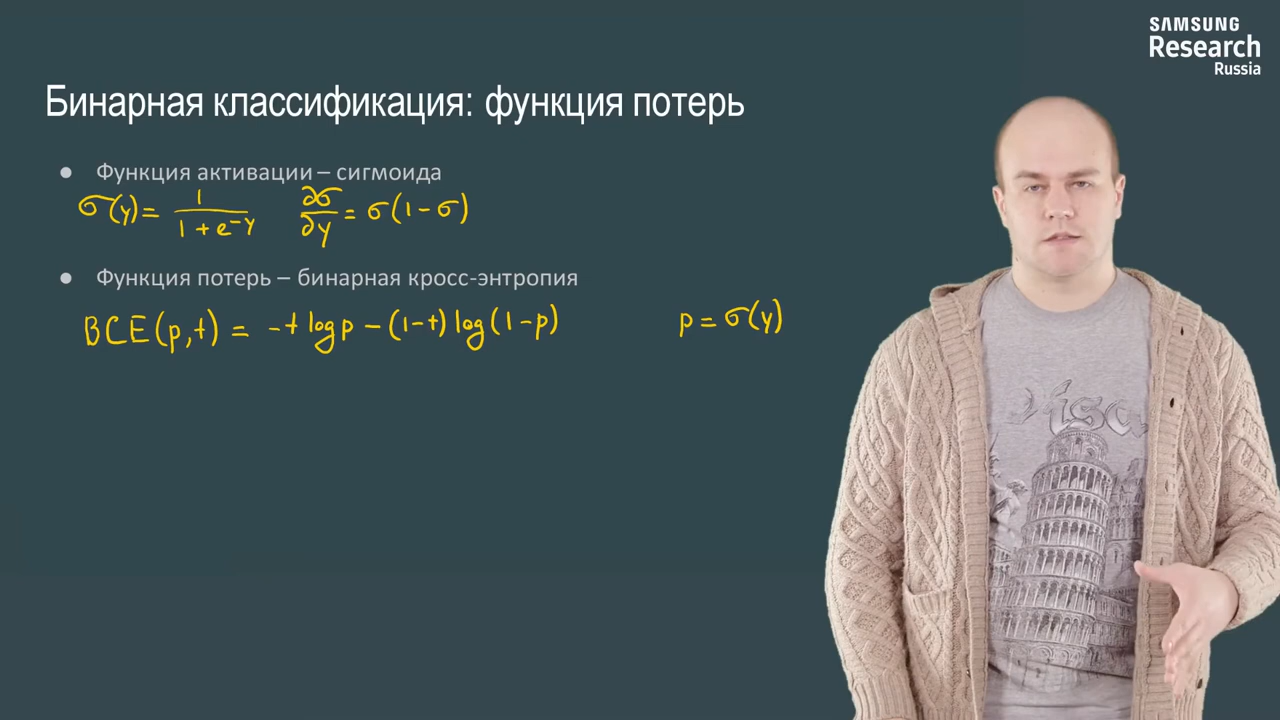 SAMSUNG
Research
Russia
Бинарная классификация: функция потерь
● Функция активации – сигмоида
σ(y) = 1 / (1 + e^-y) ∂σ/∂y = σ(1 - σ)
● Функция потерь – бинарная кросс-энтропия
BCE(p,t) = -t log p - (1-t) log(1-p) p = σ(y)